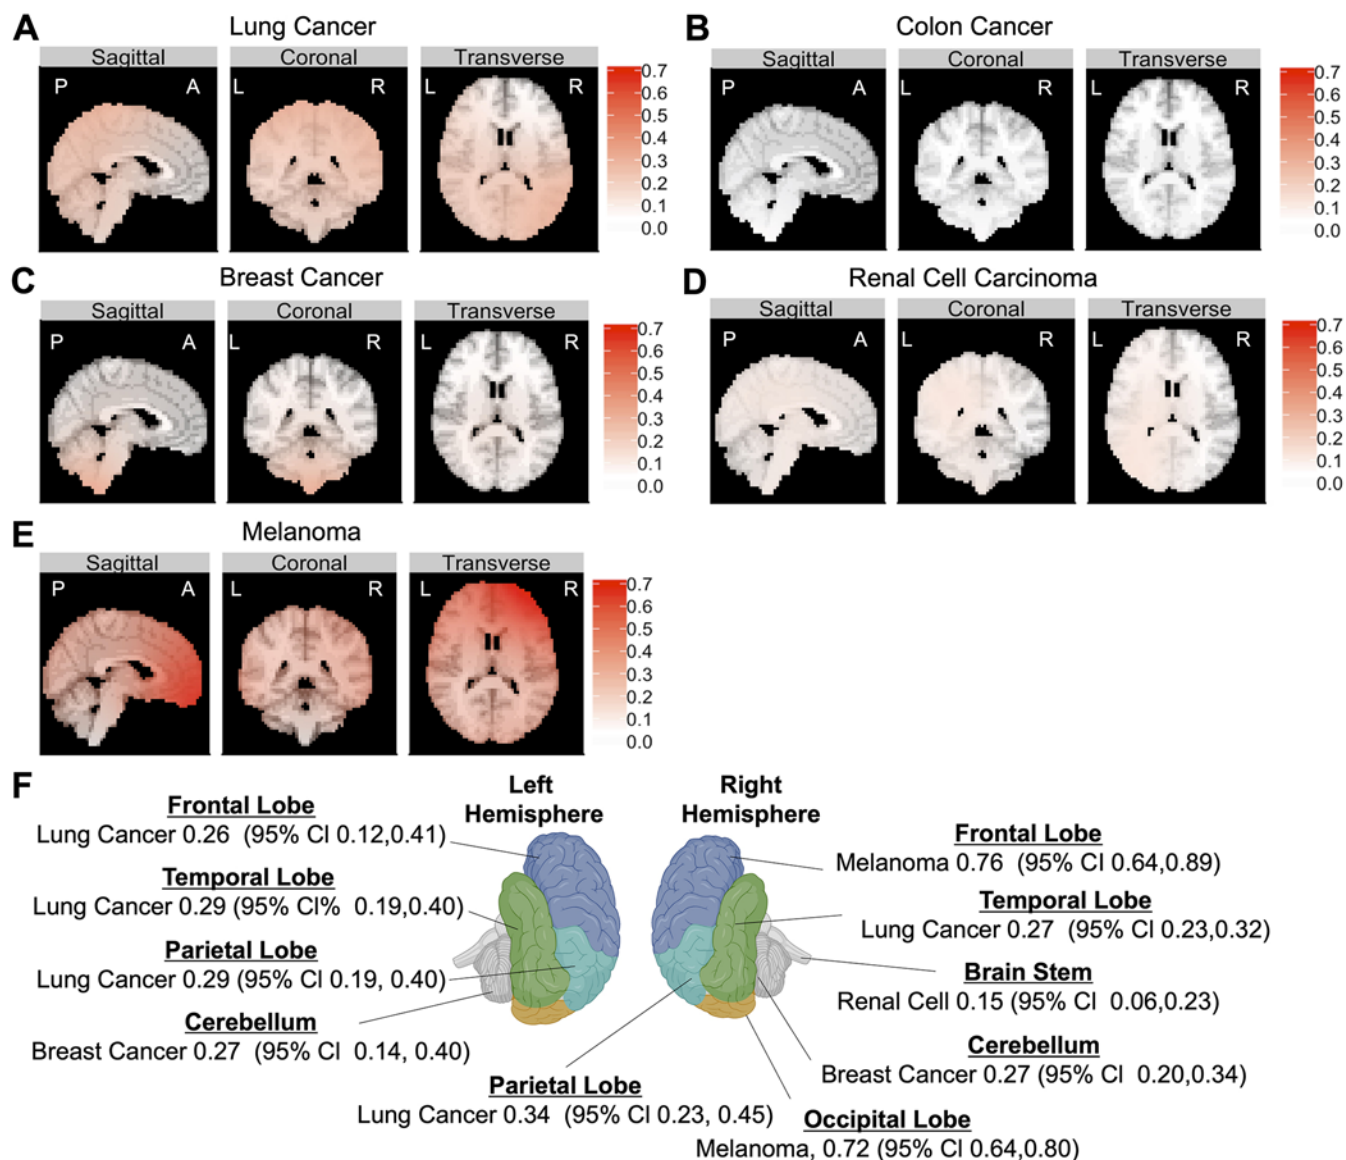 A
Lung Cancer
Sagittal
Coronal
Transverse
P
A
L
R
L
R
0.7
0.6
0.5
0.4
0.3
0.2
0.1
0.0
B
Colon Cancer
Sagittal
Coronal
Transverse
P
A
L
R
L
R
0.7
0.6
0.5
0.4
0.3
0.2
0.1
0.0
C
Breast Cancer
Sagittal
Coronal
Transverse
P
A
L
R
L
R
0.7
0.6
0.5
0.4
0.3
0.2
0.1
0.0
D
Renal Cell Carcinoma
Sagittal
Coronal
Transverse
P
A
L
R
L
R
0.7
0.6
0.5
0.4
0.3
0.2
0.1
0.0
E
Melanoma
Sagittal
Coronal
Transverse
P
A
L
R
L
R
0.7
0.6
0.5
0.4
0.3
0.2
0.1
0.0
F
Left
Hemisphere
Right
Hemisphere
Frontal Lobe
Lung Cancer 0.26 (95% CI 0.12,0.41)
Temporal Lobe
Lung Cancer 0.29 (95% CI% 0.19,0.40)
Parietal Lobe
Lung Cancer 0.29 (95% CI 0.19, 0.40)
Cerebellum
Breast Cancer 0.27 (95% CI 0.14, 0.40)
Parietal Lobe
Lung Cancer 0.34 (95% CI 0.23, 0.45)
Frontal Lobe
Melanoma 0.76 (95% CI 0.64,0.89)
Temporal Lobe
Lung Cancer 0.27 (95% CI 0.23,0.32)
Brain Stem
Renal Cell 0.15 (95% CI 0.06,0.23)
Cerebellum
Breast Cancer 0.27 (95% CI 0.20,0.34)
Occipital Lobe
Melanoma, 0.72 (95% CI 0.64,0.80)